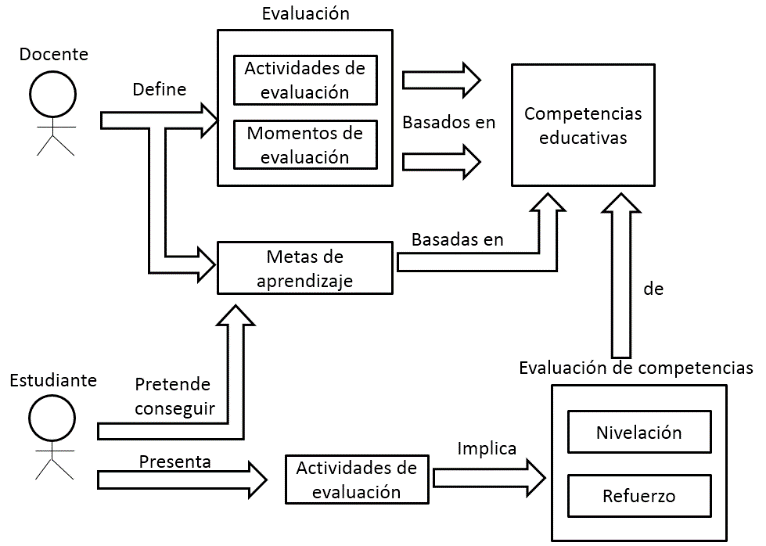 Evaluación
Docente
Define
Actividades de
evaluación
Momentos de
evaluación
Basados en
Competencias
educativas
Metas de
aprendizaje
Basadas en
de
Estudiante
Pretende
conseguir
Presenta
Actividades de
evaluación
Implica
Evaluación de competencias
Nivelación
Refuerzo